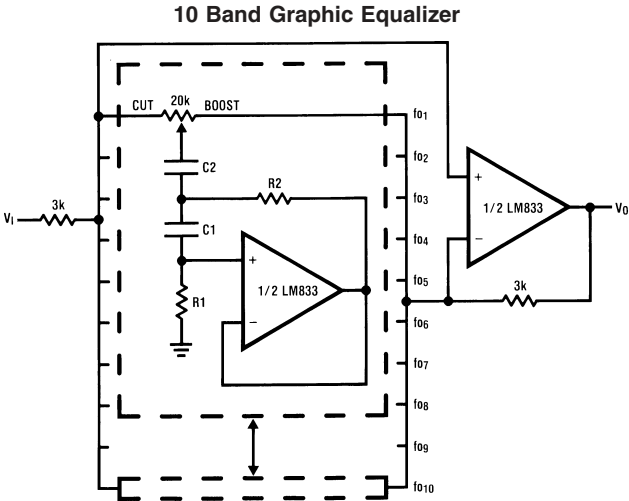 10 Band Graphic Equalizer
CUT 20k BOOST
fo1
C2
fo2
R2
fo3
+
1/2 LM833
VO
3k
VI
C1
fo4
−
+
1/2 LM833
fo5
3k
R1
−
fo6
fo7
fo8
fo9
fo10